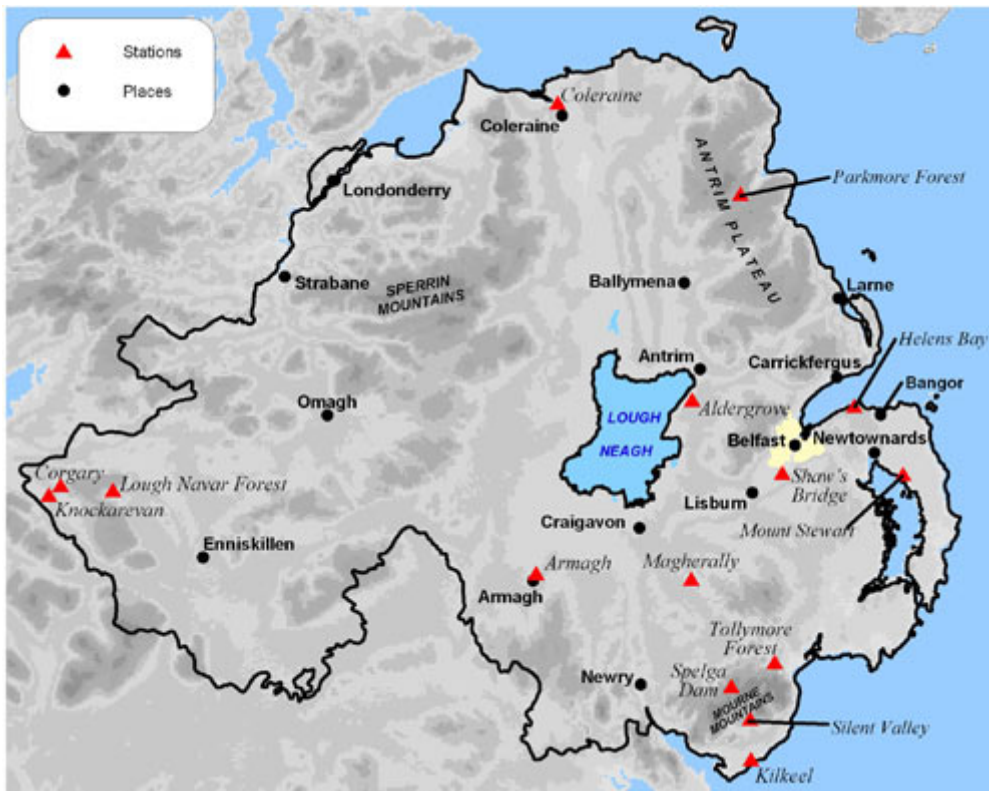 Stations
Places
Coleraine
Coleraine
Parkmore Forest
Londonderry
ANTRIM PLATEAU
Strabane
SPERRIN
MOUNTAINS
Ballymena
Larne
Helens Bay
Antrim
Carrickfergus
Bangor
Omagh
LOUGH
NEAGH
Aldergrove
Belfast
Newtownards
Corgary
Lough Navar Forest
Knockarevan
Shaw's
Bridge
Lisburn
Craigavon
Mount Stewart
Enniskillen
Armagh
Armagh
Magherally
Tollymore
Forest
Newry
Spelga
Dam
MOURNE
MOUNTAINS
Silent Valley
Kilkeel